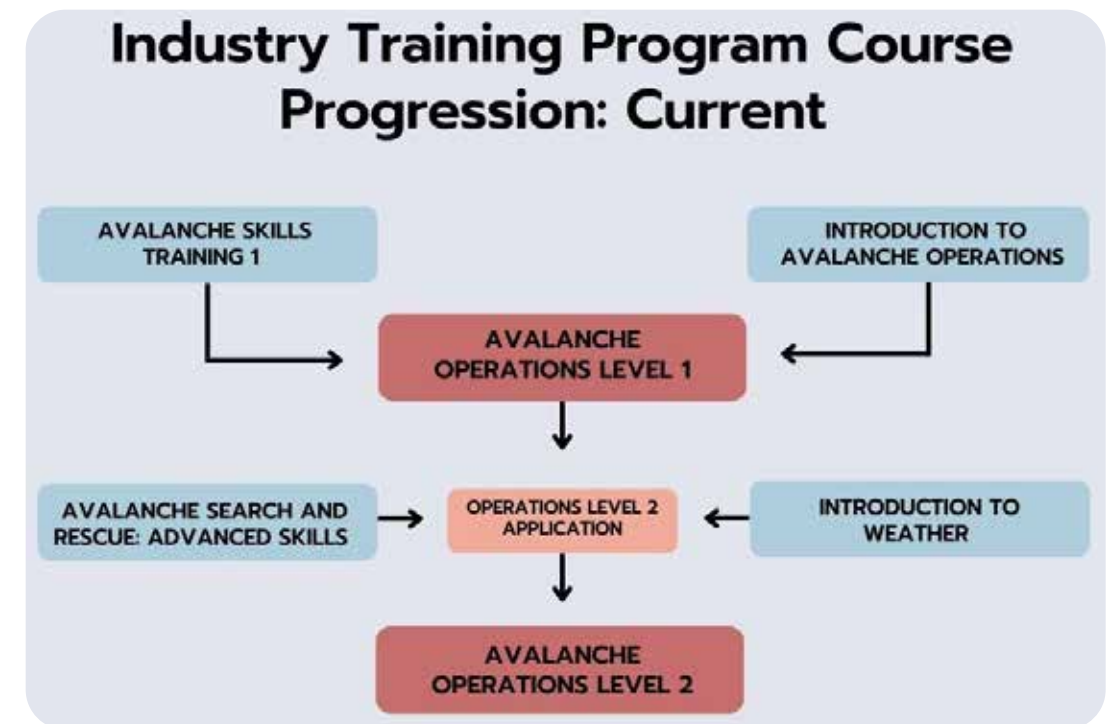 Industry Training Program Course
Progression: Current
AVALANCHE SKILLS
TRAINING 1
INTRODUCTION TO
AVALANCHE OPERATIONS
AVALANCHE
OPERATIONS LEVEL 1
AVALANCHE SEARCH AND
RESCUE: ADVANCED SKILLS
OPERATIONS LEVEL 2
APPLICATION
INTRODUCTION TO
WEATHER
AVALANCHE
OPERATIONS LEVEL 2